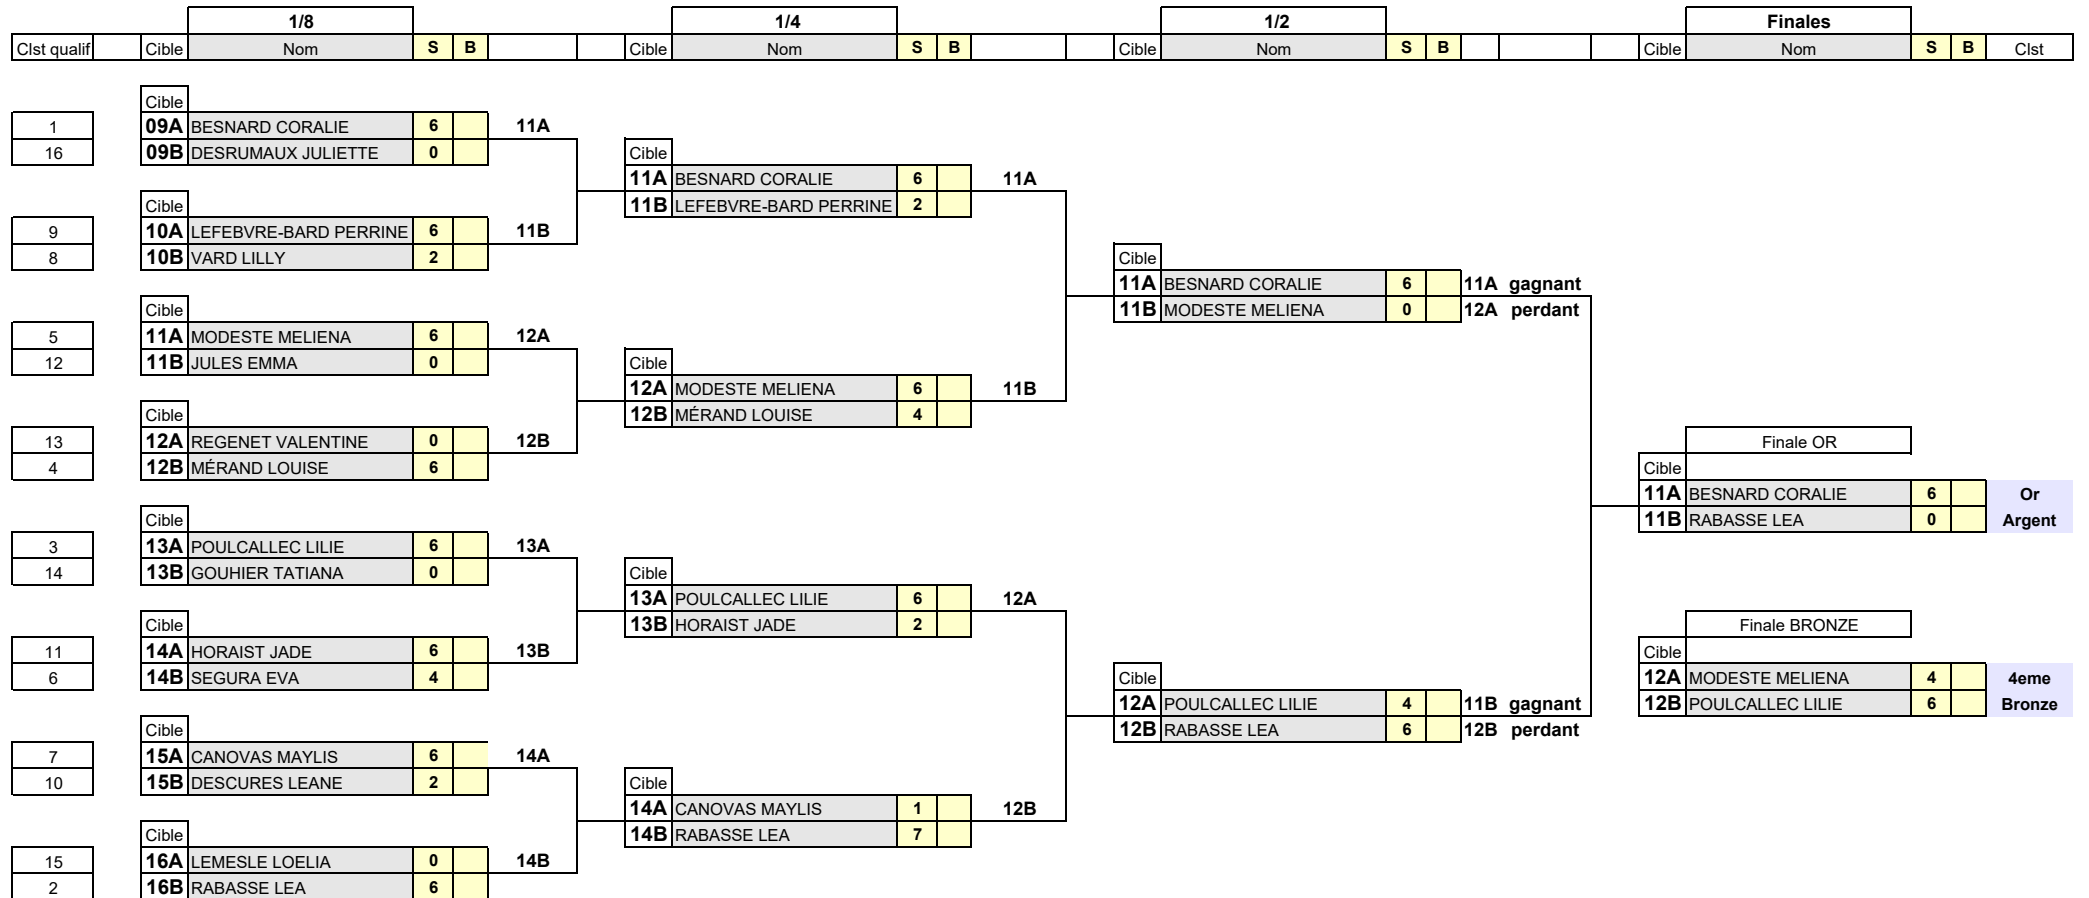 1/8 1/4 1/2 Finales
Clst qualif Cible Nom S B Cible Nom S B Cible Nom S B Cible Nom S B Clst
Cible
1 09A BESNARD CORALIE 6 11A
16 09B DESRUMAUX JULIETTE 0 Cible
11A BESNARD CORALIE 6 11A
Cible 11B LEFEBVRE-BARD PERRINE 2
9 10A LEFEBVRE-BARD PERRINE 6 11B
8 10B VARD LILLY 2 Cible
11A BESNARD CORALIE 6 11A gagnant
Cible 11B MODESTE MELIENA 0 12A perdant
5 11A MODESTE MELIENA 6 12A
12 11B JULES EMMA 0 Cible
12A MODESTE MELIENA 6 11B
Cible 12B MÉRAND LOUISE 4
13 12A REGENET VALENTINE 0 12B Finale OR
4 12B MÉRAND LOUISE 6 Cible
11A BESNARD CORALIE 6 Or
Cible 11B RABASSE LEA 0 Argent
3 13A POULCALLEC LILIE 6 13A
14 13B GOUHIER TATIANA 0 Cible
13A POULCALLEC LILIE 6 12A
Cible 13B HORAIST JADE 2 Finale BRONZE
11 14A HORAIST JADE 6 13B Cible
6 14B SEGURA EVA 4 Cible 12A MODESTE MELIENA 4 4eme
12A POULCALLEC LILIE 4 11B gagnant 12B POULCALLEC LILIE 6 Bronze
Cible 12B RABASSE LEA 6 12B perdant
7 15A CANOVAS MAYLIS 6 14A
10 15B DESCURES LEANE 2 Cible
14A CANOVAS MAYLIS 1 12B
Cible 14B RABASSE LEA 7
15 16A LEMESLE LOELIA 0 14B
2 16B RABASSE LEA 6